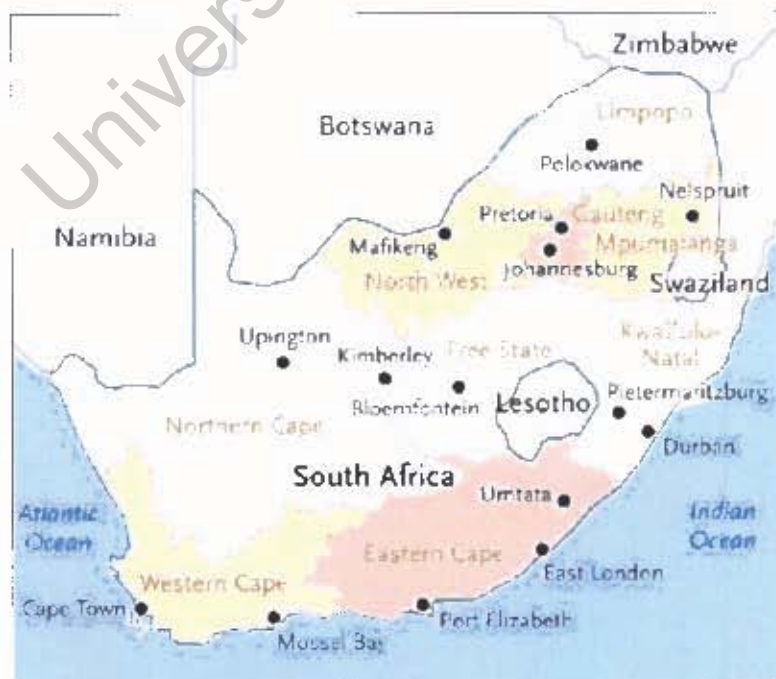 Univers
Zimbabwe
Limpopo
Botswana
Polokwane
Nelspruit
Pretoria
Gauteng
Namibia
Mafikeng
Mpumalanga
Johannesburg
North West
Swaziland
Upington
Kimberley
Free State
KwaZulu-
Natal
Bloemfontein
Lesotho
Pietermaritzburg
Northern Cape
Durban
South Africa
Umtata
Atlantic
Ocean
Indian
Ocean
Eastern Cape
East London
Western Cape
Cape Town
Port Elizabeth
Mossel Bay